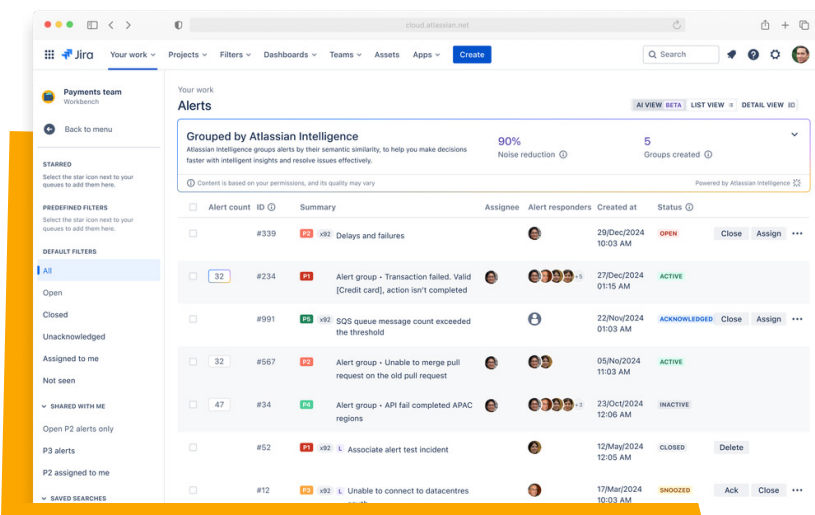 cloud.atlassian.net
Jira
Your work
Projects
Filters
Dashboards
Teams
Assets
Apps
Create
Search
Payments team
Workbench
Back to menu
STARRED
Select the star icon next to your
queues to add them here.
PREDEFINED FILTERS
Select the star icon next to your
queues to add them here.
DEFAULT FILTERS
All
Open
Closed
Unacknowledged
Assigned to me
Not seen
SHARED WITH ME
Open P2 alerts only
P3 alerts
P2 assigned to me
SAVED SEARCHES
Your work
Alerts
AI VIEW BETA LIST VIEW DETAIL VIEW
Grouped by Atlassian Intelligence
Atlassian Intelligence groups alerts by their semantic similarity, to help you make decisions
faster with intelligent insights and resolve issues effectively.
90%
Noise reduction
5
Groups created
Content is based on your permissions, and its quality may vary
Powered by Atlassian Intelligence
Alert count ID Summary Assignee Alert responders Created at Status
#339 P2 x92 Delays and failures 29/Dec/2024 OPEN Close Assign
10:03 AM
32 #234 P1 Alert group • Transaction failed. Valid +5 27/Dec/2024 ACTIVE
[Credit card], action isn't completed 01:15 AM
#991 P5 x92 SQS queue message count exceeded 22/Nov/2024 ACKNOWLEDGED Close Assign
the threshold 01:03 AM
32 #567 P2 Alert group • Unable to merge pull 05/No/2024 ACTIVE
request on the old pull request 11:03 AM
47 #34 P4 Alert group • API fail completed APAC +3 23/Oct/2024 INACTIVE
regions 12:06 AM
#52 P1 x92 L Associate alert test incident 12/May/2024 CLOSED Delete
12:05 AM
#12 P3 x92 L Unable to connect to datacentres 17/Mar/2024 SNOOZED Ack Close
10:03 AM